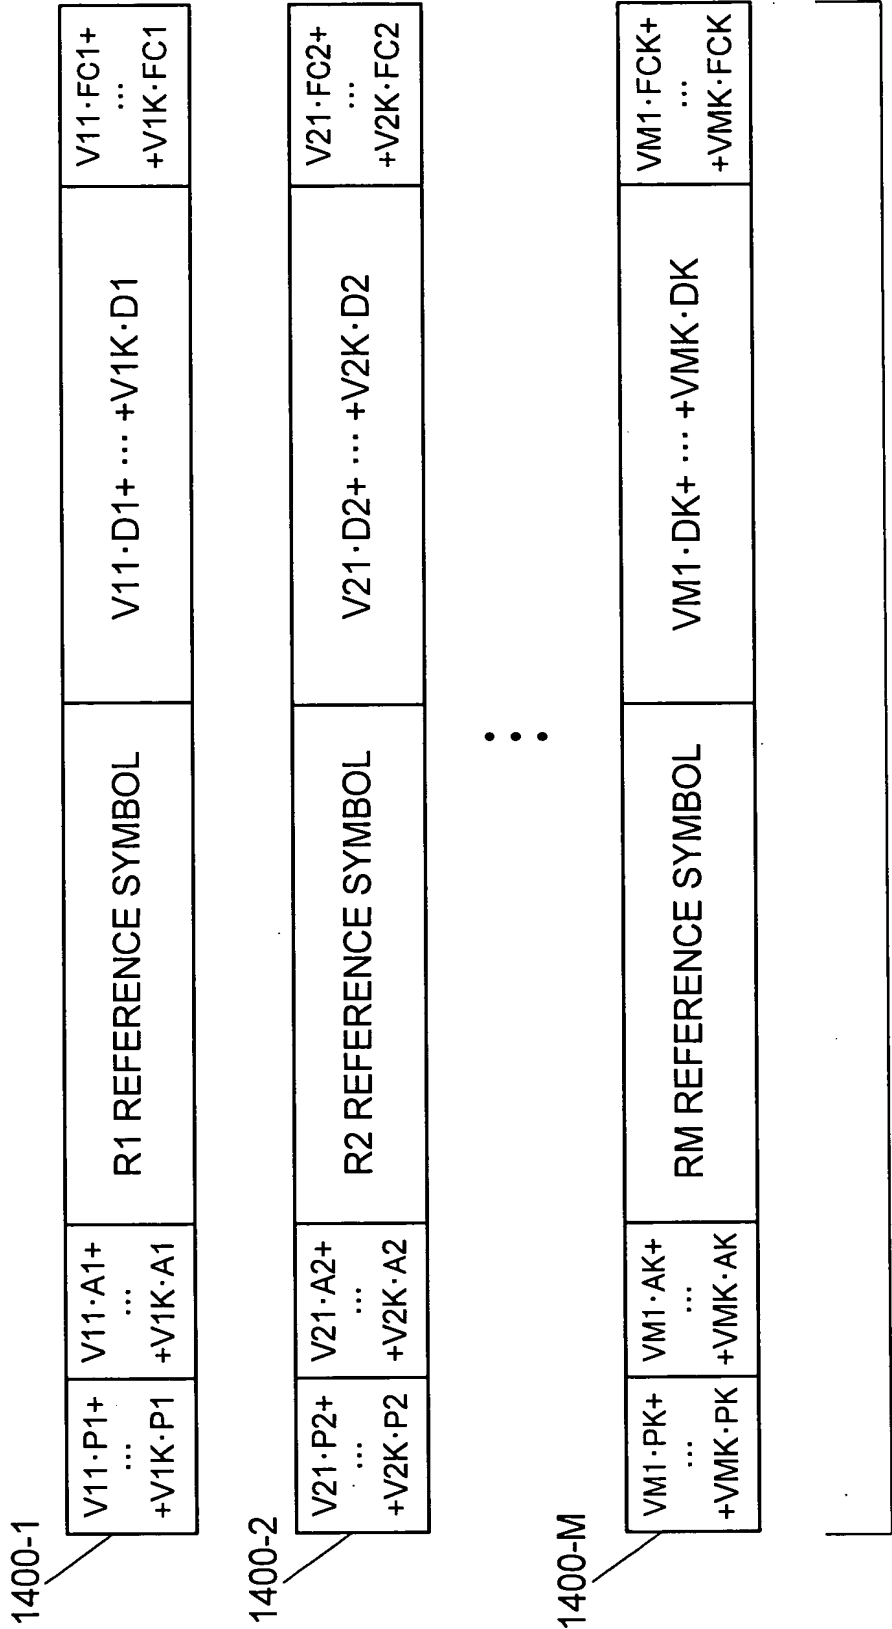 1400-1
V11·P1+
...
+V1K·P1
V11·A1+
...
+V1K·A1
R1 REFERENCE SYMBOL
V11·D1+ ... +V1K·D1
V11·FC1+
...
+V1K·FC1
1400-2
V21·P2+
...
+V2K·P2
V21·A2+
...
+V2K·A2
R2 REFERENCE SYMBOL
V21·D2+ ... +V2K·D2
V21·FC2+
...
+V2K·FC2
...
1400-M
VM1·PK+
...
+VMK·PK
VM1·AK+
...
+VMK·AK
RM REFERENCE SYMBOL
VM1·DK+ ... +VMK·DK
VM1·FCK+
...
+VMK·FCK